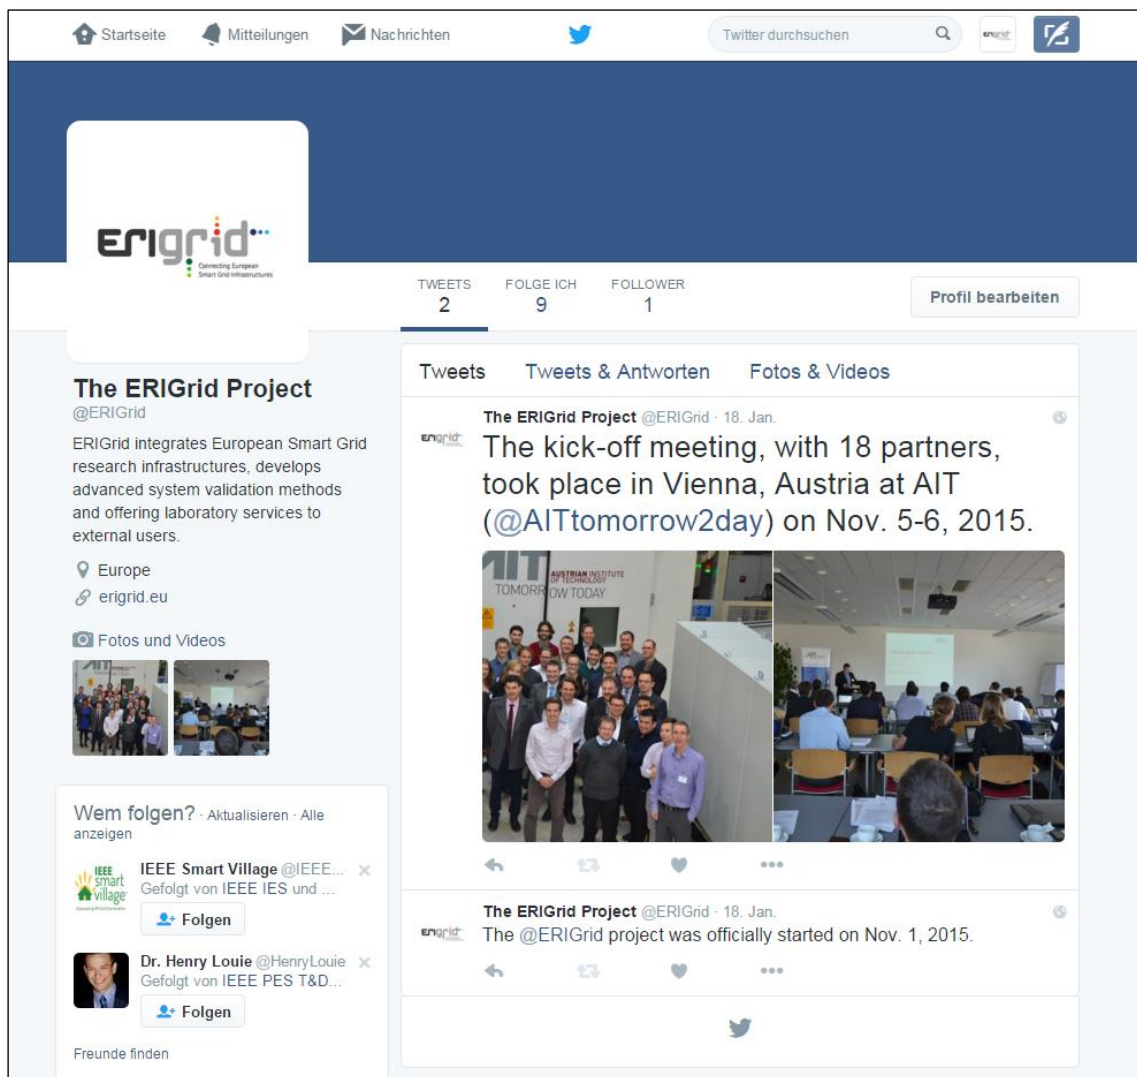 Startseite
Mitteilungen
Nachrichten
Twitter durchsuchen
ERIgrid
ERIgrid
Connecting European
Smart Grid Infrastructures
TWEETS
2
FOLGE ICH
9
FOLLOWER
1
Profil bearbeiten
The ERIGrid Project
@ERIGrid
ERIGrid integrates European Smart Grid
research infrastructures, develops
advanced system validation methods
and offering laboratory services to
external users.
Europe
erigrid.eu
Fotos und Videos
AIT
Wem folgen? · Aktualisieren · Alle
anzeigen
IEEE
smart
village
IEEE Smart Village @IEEE...
Gefolgt von IEEE IES und ...
Folgen
Dr. Henry Louie @HenryLouie
Gefolgt von IEEE PES T&D...
Folgen
Freunde finden
Tweets
Tweets & Antworten
Fotos & Videos
The ERIGrid Project @ERIGrid · 18. Jan.
ERIgrid
The kick-off meeting, with 18 partners,
took place in Vienna, Austria at AIT
(@AITtomorrow2day) on Nov. 5-6, 2015.
AIT
AUSTRIAN INSTITUTE
OF TECHNOLOGY
TOMORROW TODAY
AIT
The ERIGrid Project @ERIGrid · 18. Jan.
ERIgrid
The @ERIGrid project was officially started on Nov. 1, 2015.